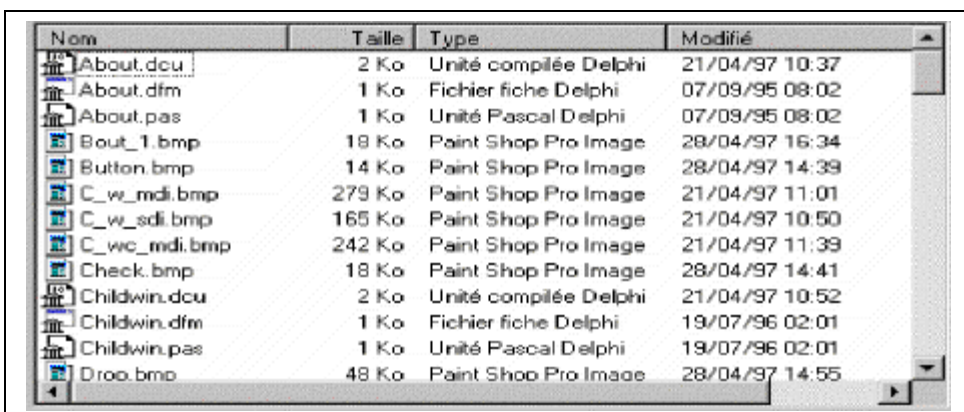 Nom Taille Type Modifié
About.dcu 2 Ko Unité compilée Delphi 21/04/97 10:37
About.dfm 1 Ko Fichier fiche Delphi 07/09/95 08:02
About.pas 1 Ko Unité Pascal Delphi 07/09/95 08:02
Bout_1.bmp 18 Ko Paint Shop Pro Image 28/04/97 16:34
Button.bmp 14 Ko Paint Shop Pro Image 28/04/97 14:39
C_w_mdi.bmp 279 Ko Paint Shop Pro Image 21/04/97 11:01
C_w_sdi.bmp 165 Ko Paint Shop Pro Image 21/04/97 10:50
C_wc_mdi.bmp 242 Ko Paint Shop Pro Image 21/04/97 11:39
Check.bmp 18 Ko Paint Shop Pro Image 28/04/97 14:41
Childwin.dcu 2 Ko Unité compilée Delphi 21/04/97 10:52
Childwin.dfm 1 Ko Fichier fiche Delphi 19/07/96 02:01
Childwin.pas 1 Ko Unité Pascal Delphi 19/07/96 02:01
Drop.bmp 48 Ko Paint Shop Pro Image 28/04/97 14:55